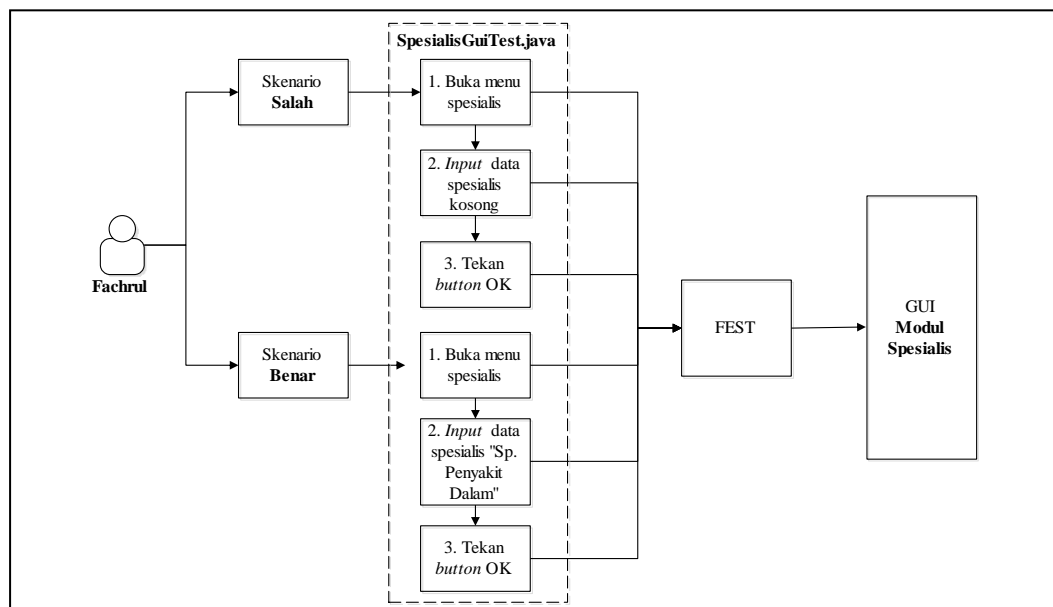 SpesialisGuiTest.java
Skenario
Salah
1. Buka menu
spesialis
2. Input data
spesialis
kosong
3. Tekan
button OK
Fachrul
Skenario
Benar
1. Buka menu
spesialis
2. Input data
spesialis "Sp.
Penyakit
Dalam"
3. Tekan
button OK
FEST
GUI
Modul
Spesialis